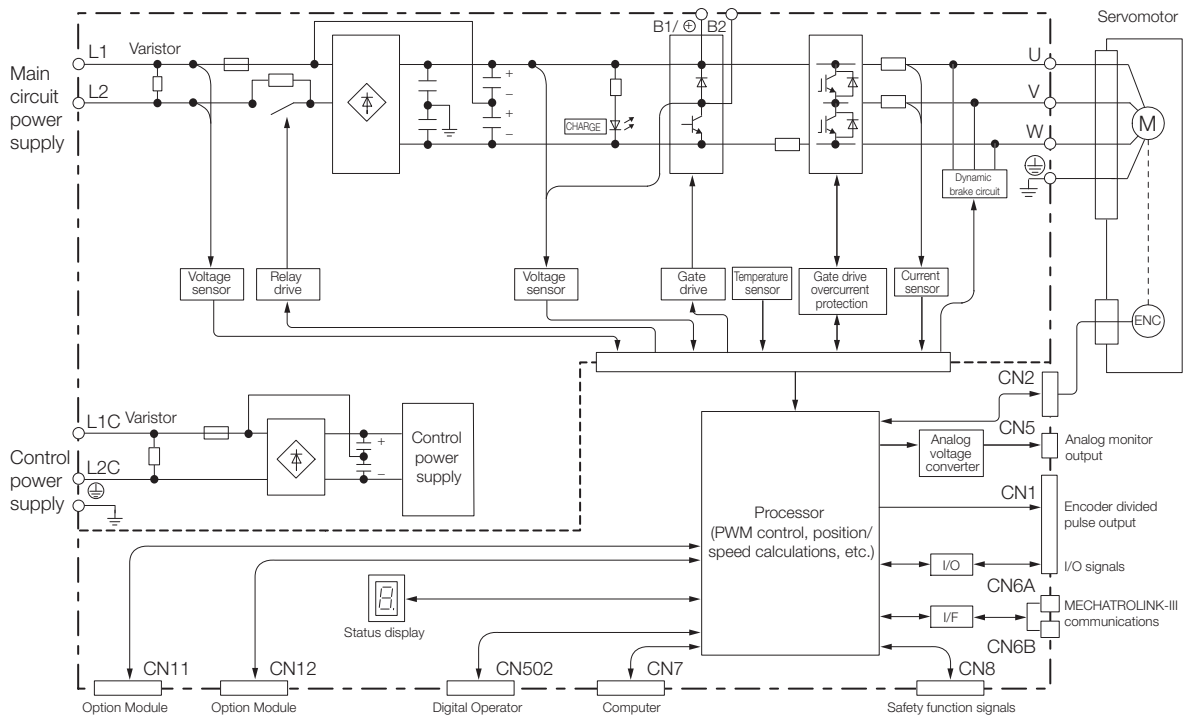 Servomotor
B1/ ⊕ B2
L1 Varistor
U
Main
circuit
power
supply
L2
V
+
−
+
−
CHARGE
W
M
Dynamic
brake circuit
Voltage
sensor
Relay
drive
Voltage
sensor
Gate
drive
Temperature
sensor
Gate drive
overcurrent
protection
Current
sensor
ENC
CN2
L1C Varistor
CN5
Control
power
supply
L2C
+
−
Control
power
supply
Analog
voltage
converter
Analog monitor
output
CN1
Processor
(PWM control, position/
speed calculations, etc.)
Encoder divided
pulse output
I/O
I/O signals
CN6A
8.
Status display
I/F
MECHATROLINK-III
communications
CN6B
CN11
CN12
CN502
CN7
CN8
Option Module
Option Module
Digital Operator
Computer
Safety function signals